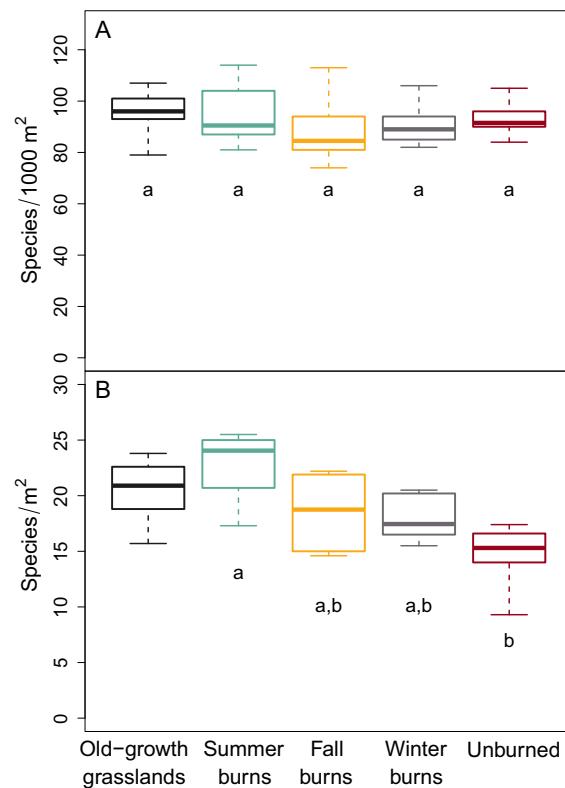 A
Species/1000 m²
120
100
80
60
40
20
0
a a a a a
B
Species/m²
30
25
20
15
10
5
0
a
a,b a,b
b
Old−growth grasslands
Summer burns
Fall burns
Winter burns
Unburned